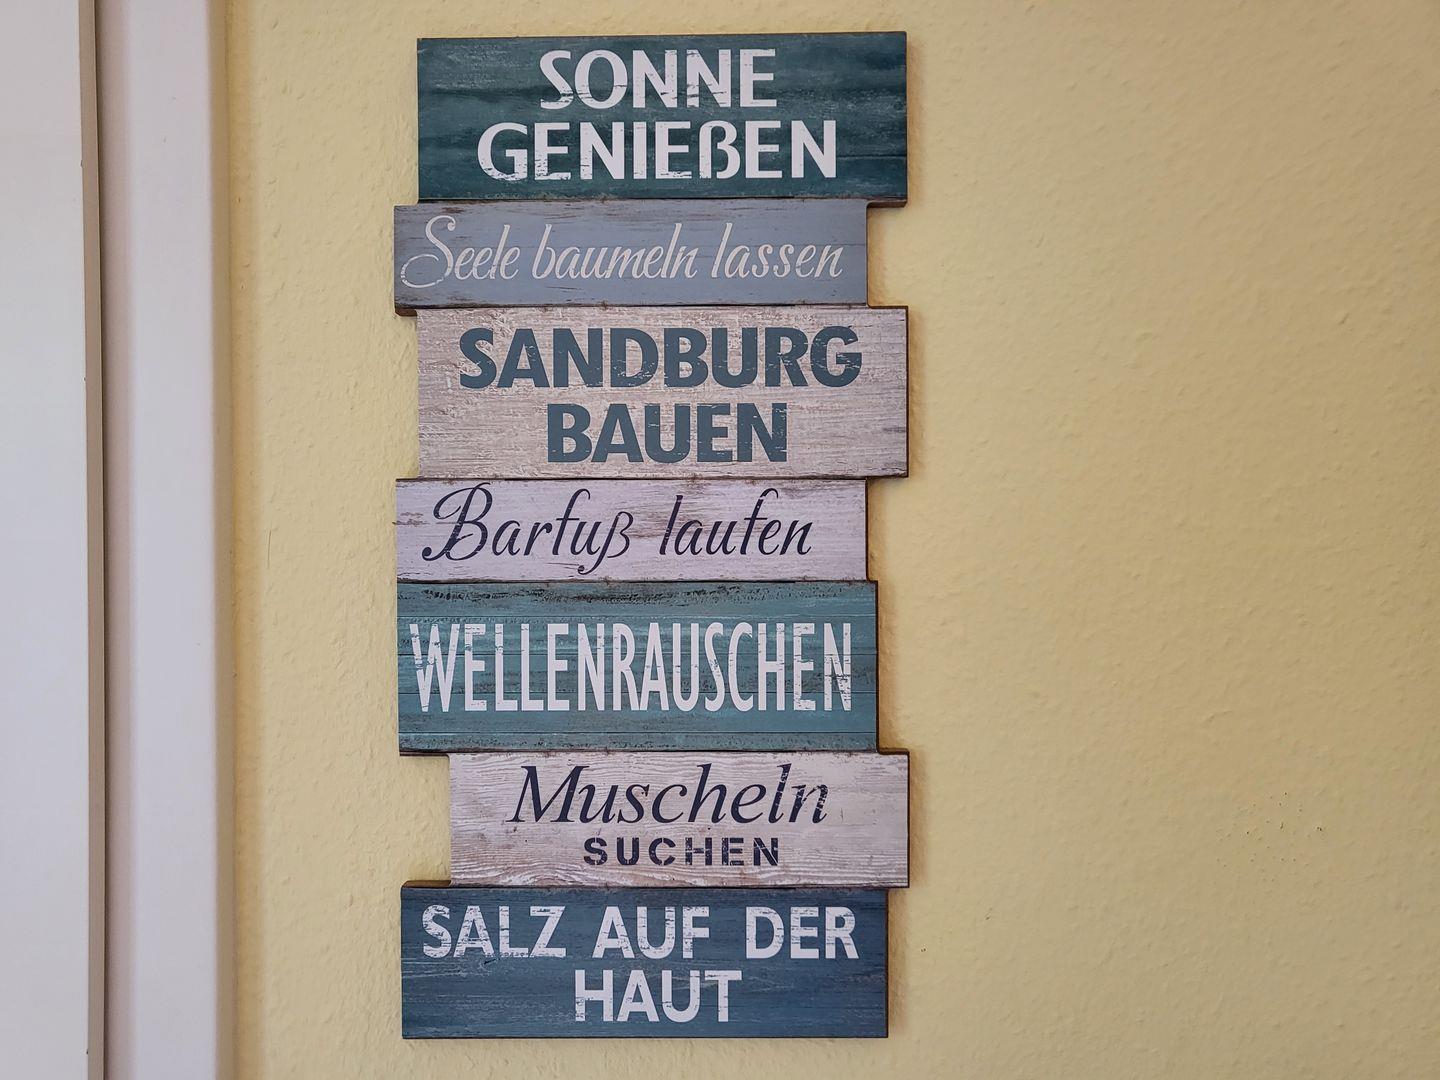 SONNE
GENIEßEN
Seele baumeln lassen
SANDBURG
BAUEN
Barfuß laufen
WELLENRAUSCHEN
Muscheln
SUCHEN
SALZ AUF DER
HAUT